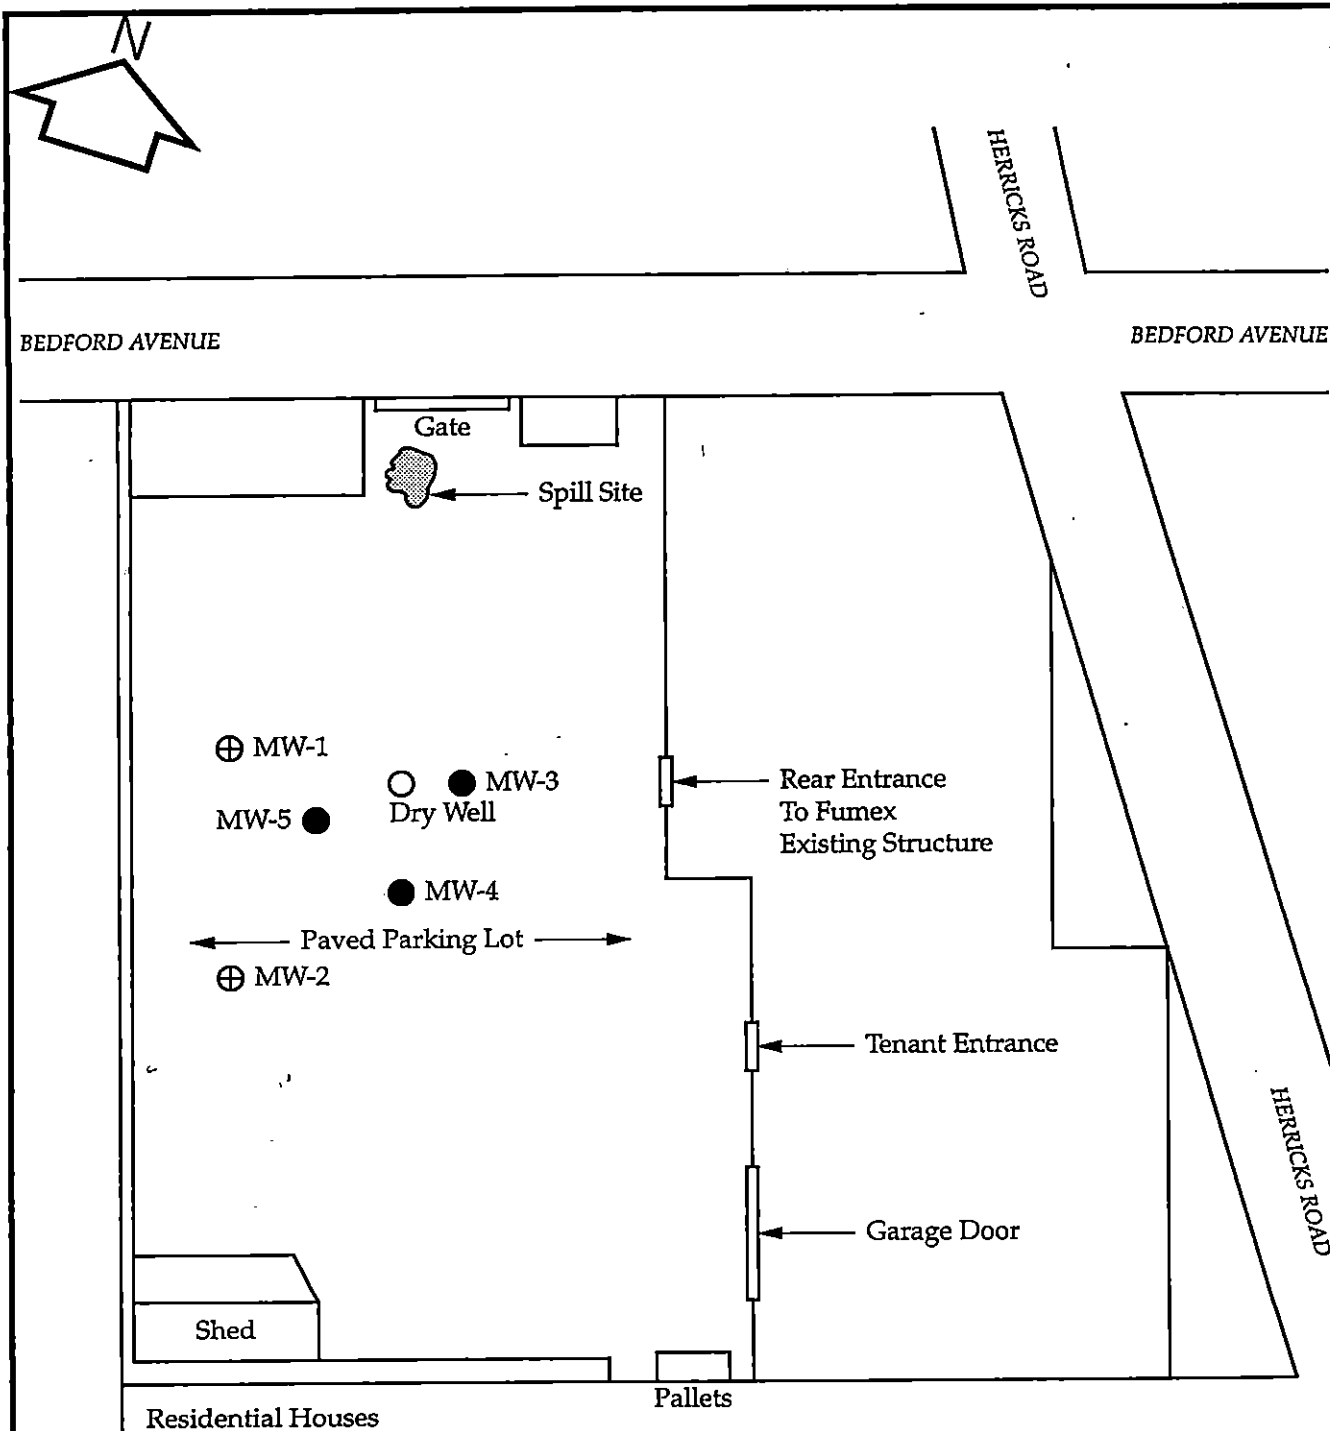 N
HERRICKS ROAD
BEDFORD AVENUE
BEDFORD AVENUE
Gate
Spill Site
MW-1
MW-3
Dry Well
MW-5
Rear Entrance
To Fumex
Existing Structure
MW-4
Paved Parking Lot
MW-2
Tenant Entrance
HERRICKS ROAD
Garage Door
Shed
Pallets
Residential Houses